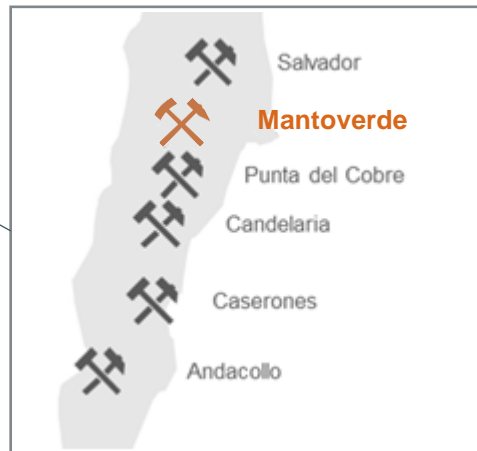 Salvador
Mantoverde
Punta del Cobre
Candelaria
Caserones
Andacollo